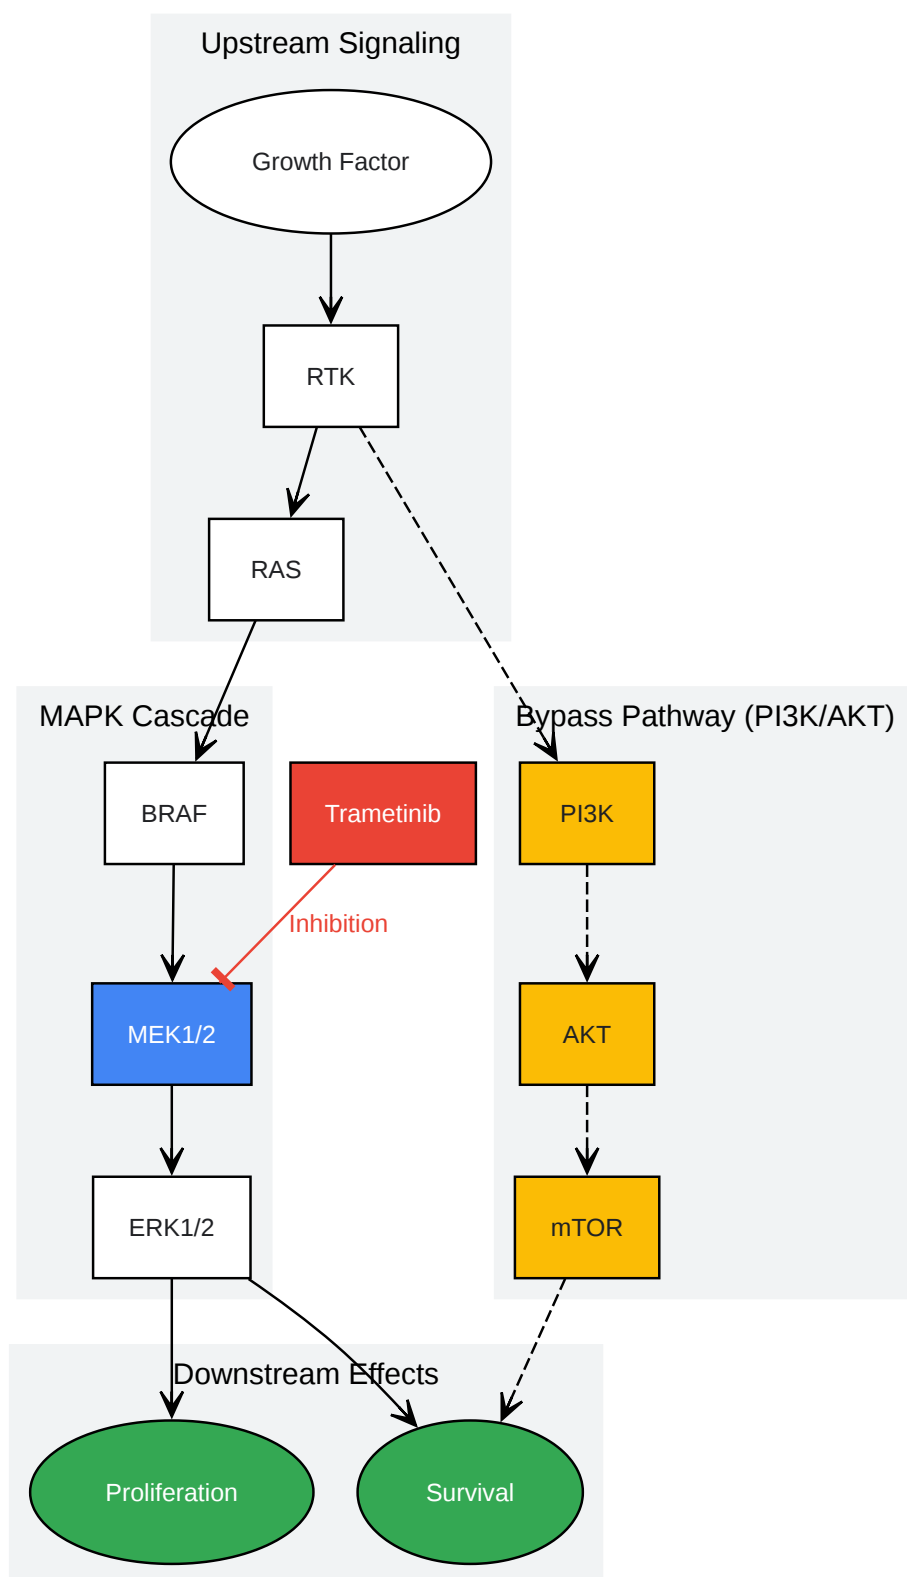 Upstream Signaling
Growth Factor
RTK
RAS
MAPK Cascade
Bypass Pathway (PI3K/AKT)
BRAF
Trametinib
PI3K
Inhibition
MEK1/2
AKT
ERK1/2
mTOR
Downstream Effects
Proliferation
Survival